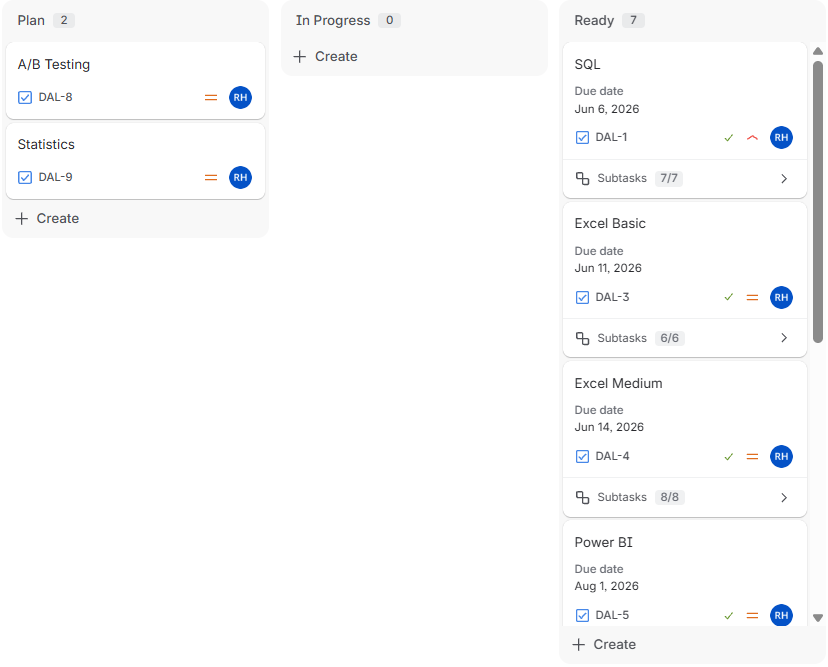 Plan 2
A/B Testing
DAL-8 RH
Statistics
DAL-9 RH
Create
In Progress 0
Create
Ready 7
SQL
Due date
Jun 6, 2026
DAL-1 RH
Subtasks 7/7
Excel Basic
Due date
Jun 11, 2026
DAL-3 RH
Subtasks 6/6
Excel Medium
Due date
Jun 14, 2026
DAL-4 RH
Subtasks 8/8
Power BI
Due date
Aug 1, 2026
DAL-5 RH
Create